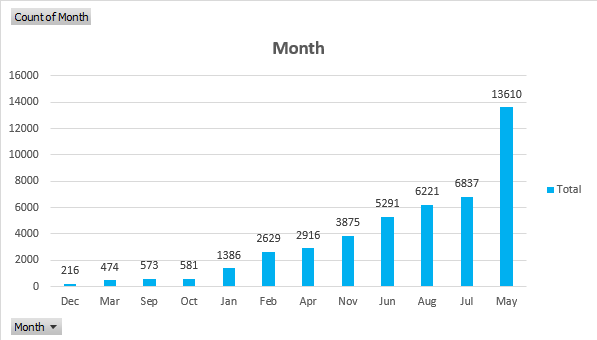 Count of Month
Month
16000
14000
12000
10000
8000
6000
4000
2000
0
216
474
573
581
1386
2629
2916
3875
5291
6221
6837
13610
Dec
Mar
Sep
Oct
Jan
Feb
Apr
Nov
Jun
Aug
Jul
May
Total
Month